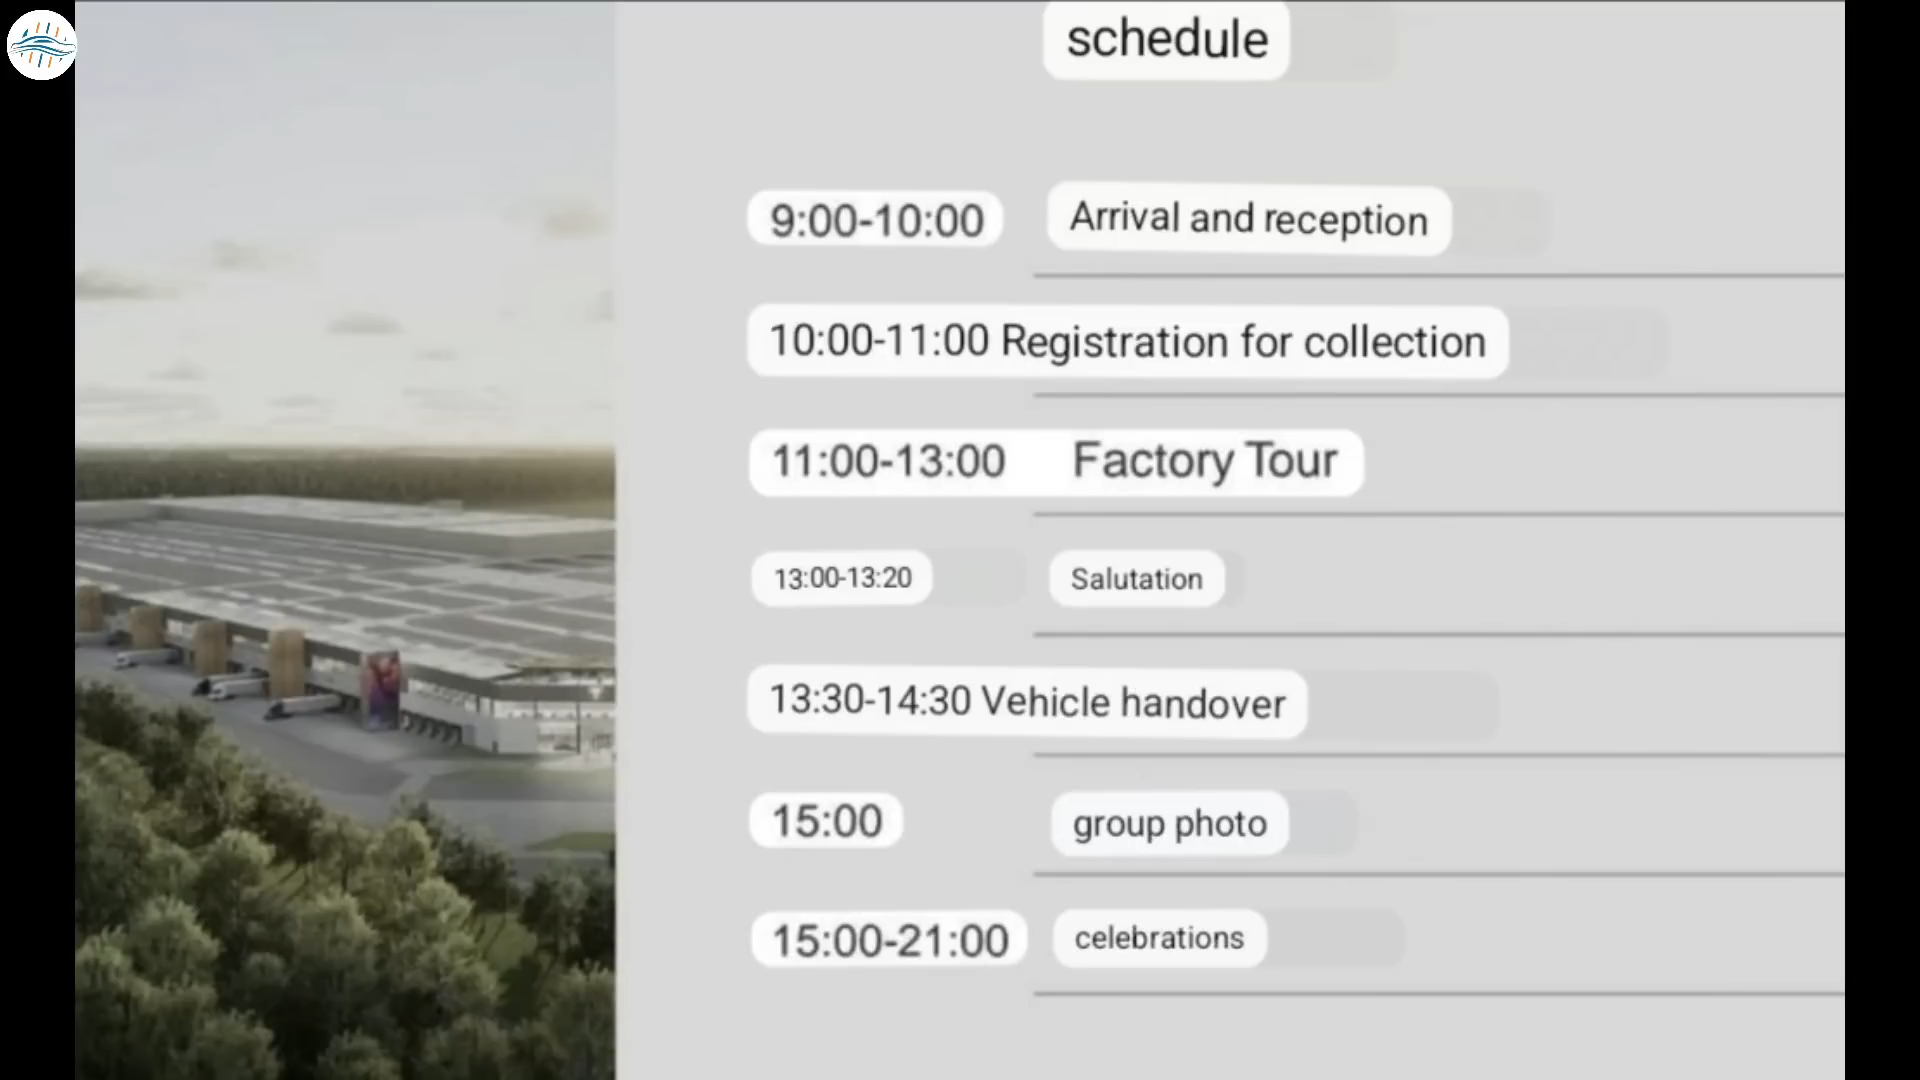 schedule
9:00-10:00 Arrival and reception
10:00-11:00 Registration for collection
11:00-13:00 Factory Tour
13:00-13:20 Salutation
13:30-14:30 Vehicle handover
15:00 group photo
15:00-21:00 celebrations